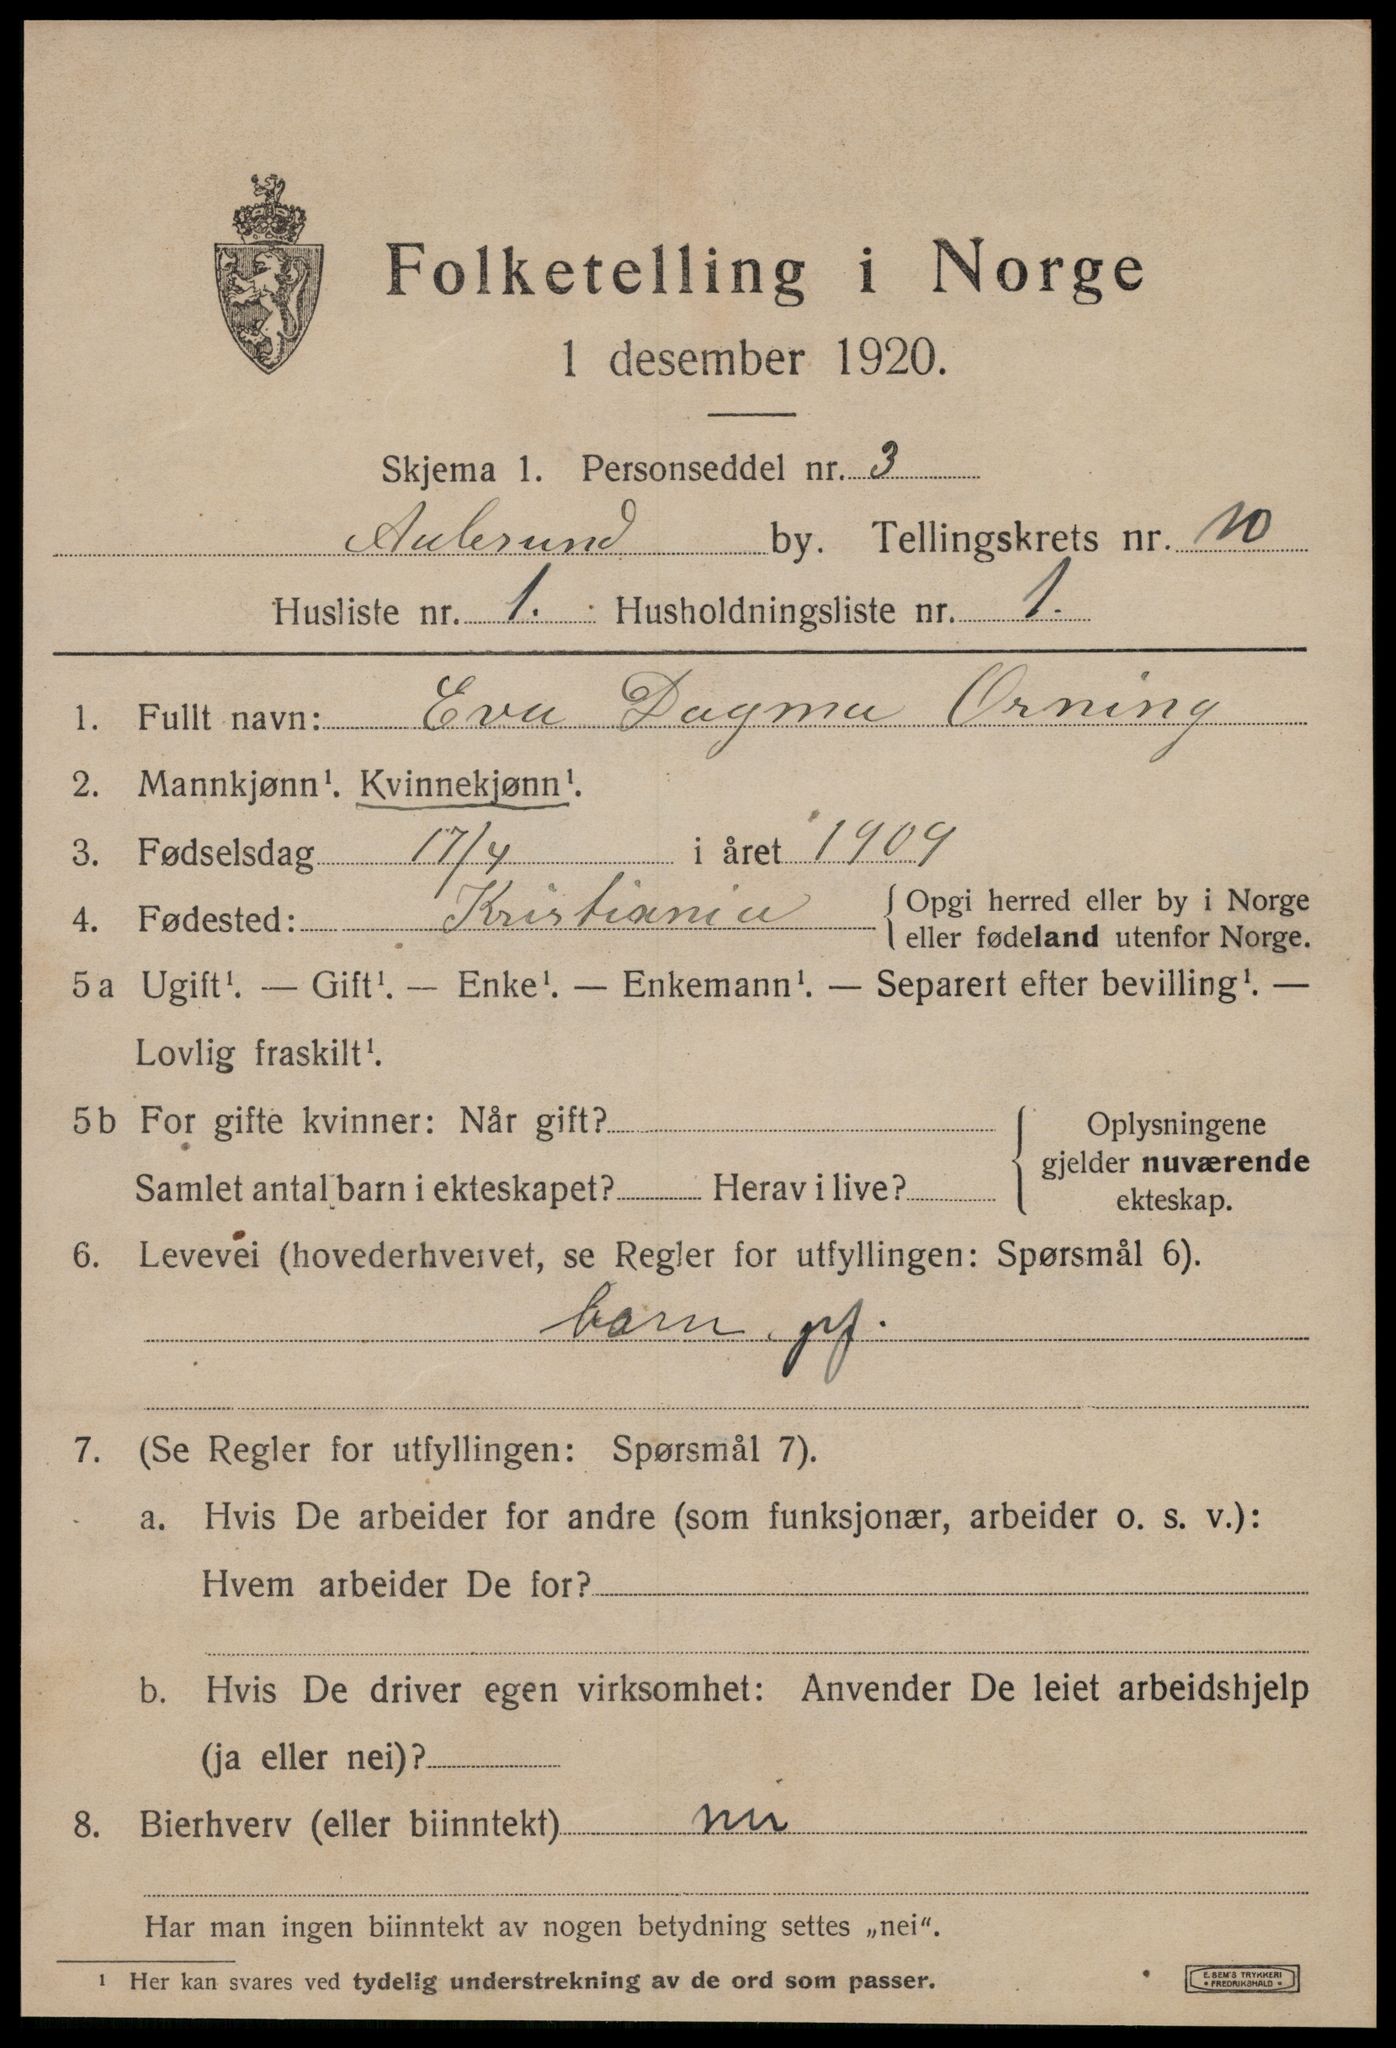 Folketelling i Norge
1 desember 1920.
Skjema 1. Personseddel nr. 3
Aalesund by. Tellingskrets nr. 10
Husliste nr. 1. Husholdningsliste nr. 1.
1. Fullt navn: Eva Dagma Orning
2. Mannkjønn¹. Kvinnekjønn¹.
3. Fødselsdag 17/4 i året 1909
4. Fødested: Kristiania { Opgi herred eller by i Norge
eller fødeland utenfor Norge.
5a Ugift¹. — Gift¹. — Enke¹. — Enkemann¹. — Separert efter bevilling¹. —
Lovlig fraskilt¹.
5b For gifte kvinner: Når gift?
Samlet antal barn i ekteskapet? Herav i live?
{ Oplysningene
gjelder nuværende
ekteskap.
6. Levevei (hovederhvervet, se Regler for utfyllingen: Spørsmål 6).
barn pf.
7. (Se Regler for utfyllingen: Spørsmål 7).
a. Hvis De arbeider for andre (som funksjonær, arbeider o. s. v.):
Hvem arbeider De for?
b. Hvis De driver egen virksomhet: Anvender De leiet arbeidshjelp
(ja eller nei)?
8. Bierhverv (eller biinntekt) nei
Har man ingen biinntekt av nogen betydning settes „nei“.
¹ Her kan svares ved tydelig understrekning av de ord som passer.
E. SEM'S TRYKKERI
• FREDRIKSHALD •